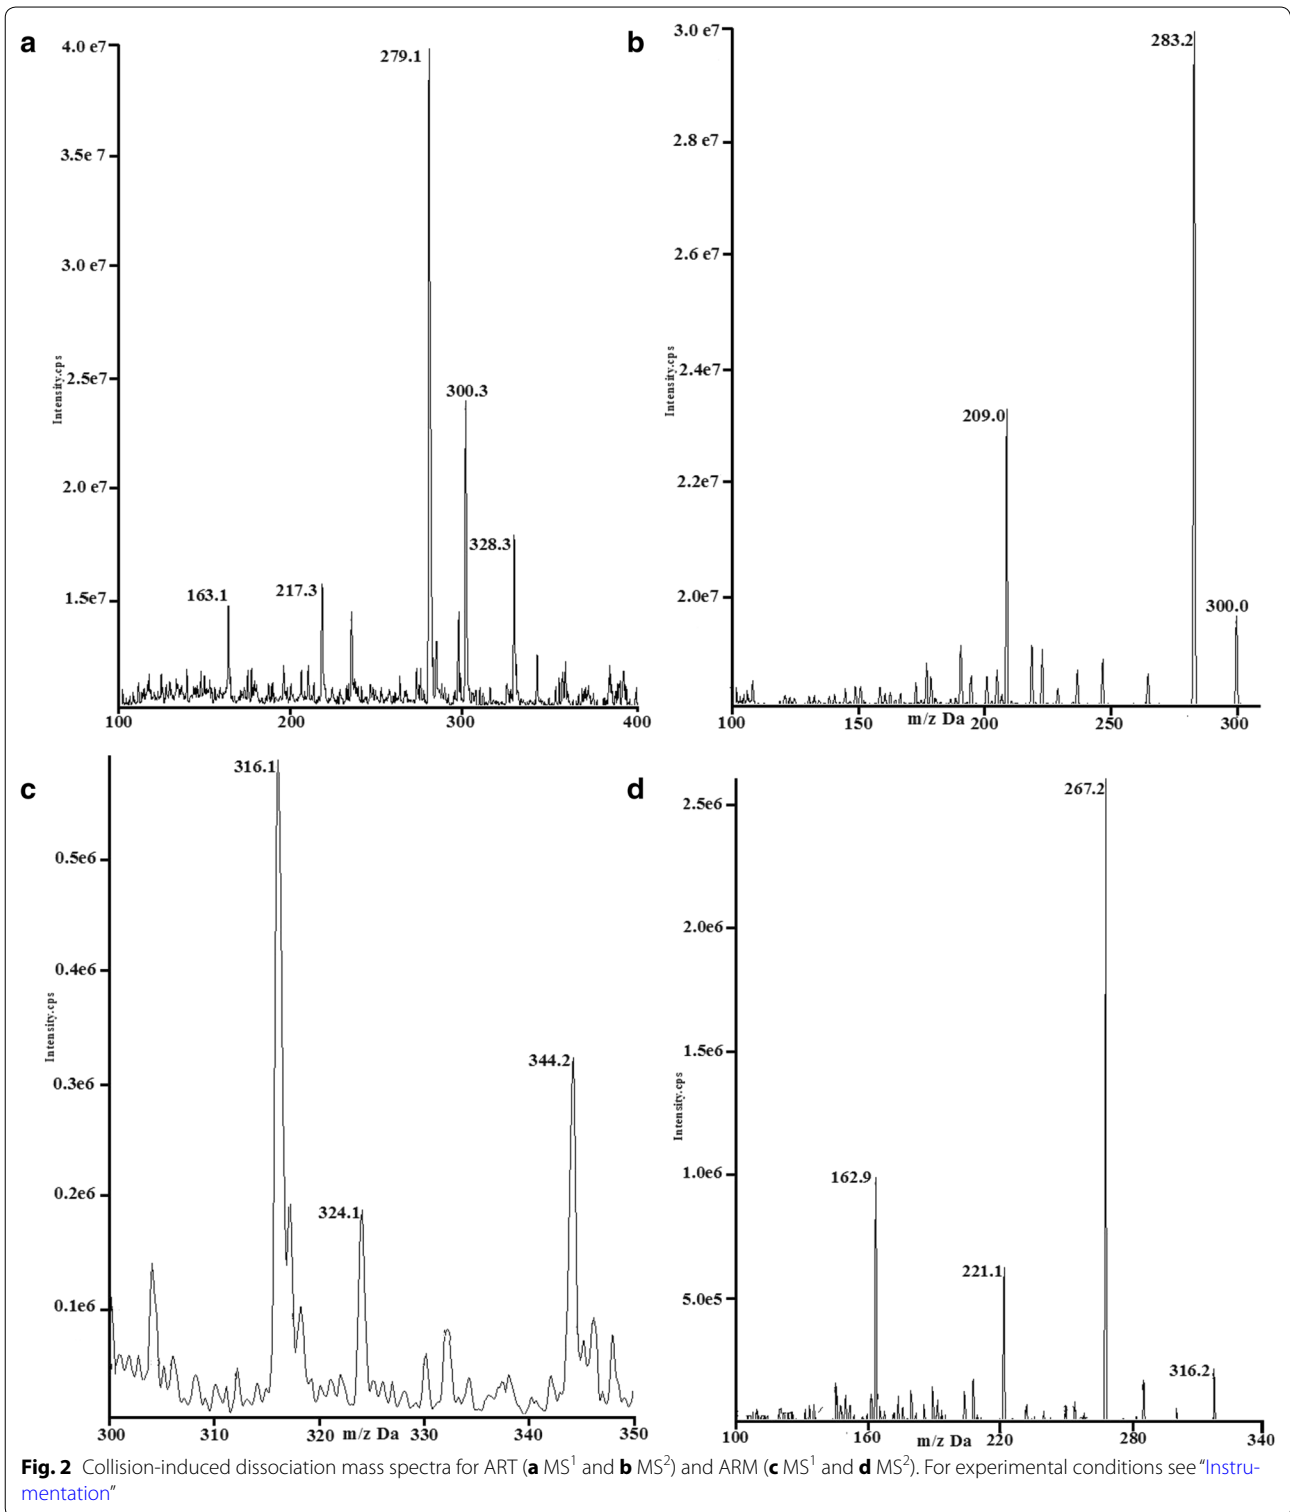 a
4.0 e7
3.5e 7
3.0 e7
2.5e7
2.0 e7
1.5e7
Intensity.cps
279.1
300.3
328.3
217.3
163.1
100
200
300
400
b
3.0 e7
2.8 e7
2.6 e7
2.4e7
2.2e7
2.0e7
Intensity.cps
283.2
209.0
300.0
100
150
m/z Da
200
250
300
c
0.5e6
0.4e6
0.3e6
0.2e6
0.1e6
Intensity.cps
316.1
344.2
324.1
300
310
320
m/z Da
330
340
350
d
2.5e6
2.0e6
1.5e6
1.0e6
5.0e5
Intensity.cps
267.2
162.9
221.1
316.2
100
160
m/z Da
220
280
340
Fig. 2 Collision-induced dissociation mass spectra for ART (a MS¹ and b MS²) and ARM (c MS¹ and d MS²). For experimental conditions see “Instru-
mentation”